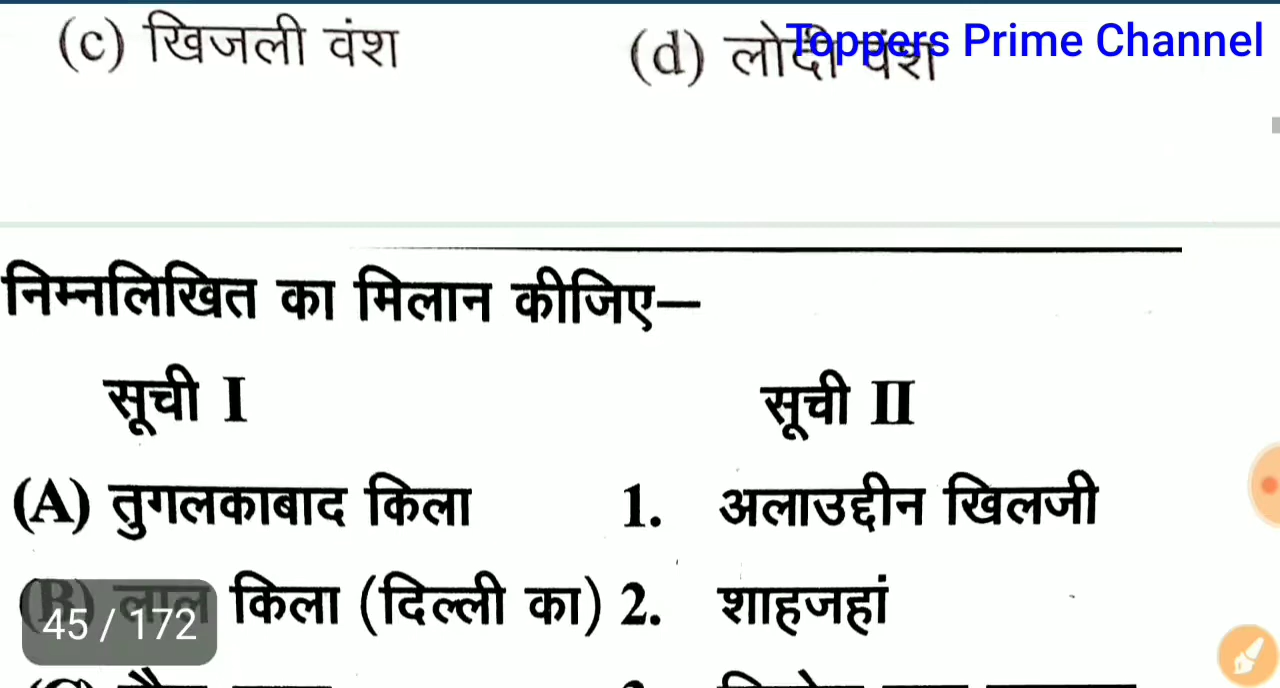 (c) खिजली वंश (d) लोदी वंश Toppers Prime Channel
निम्नलिखित का मिलान कीजिए—
सूची I सूची II
(A) तुगलकाबाद किला 1. अलाउद्दीन खिलजी
(B) लाल किला (दिल्ली का) 2. शाहजहां
45 / 172